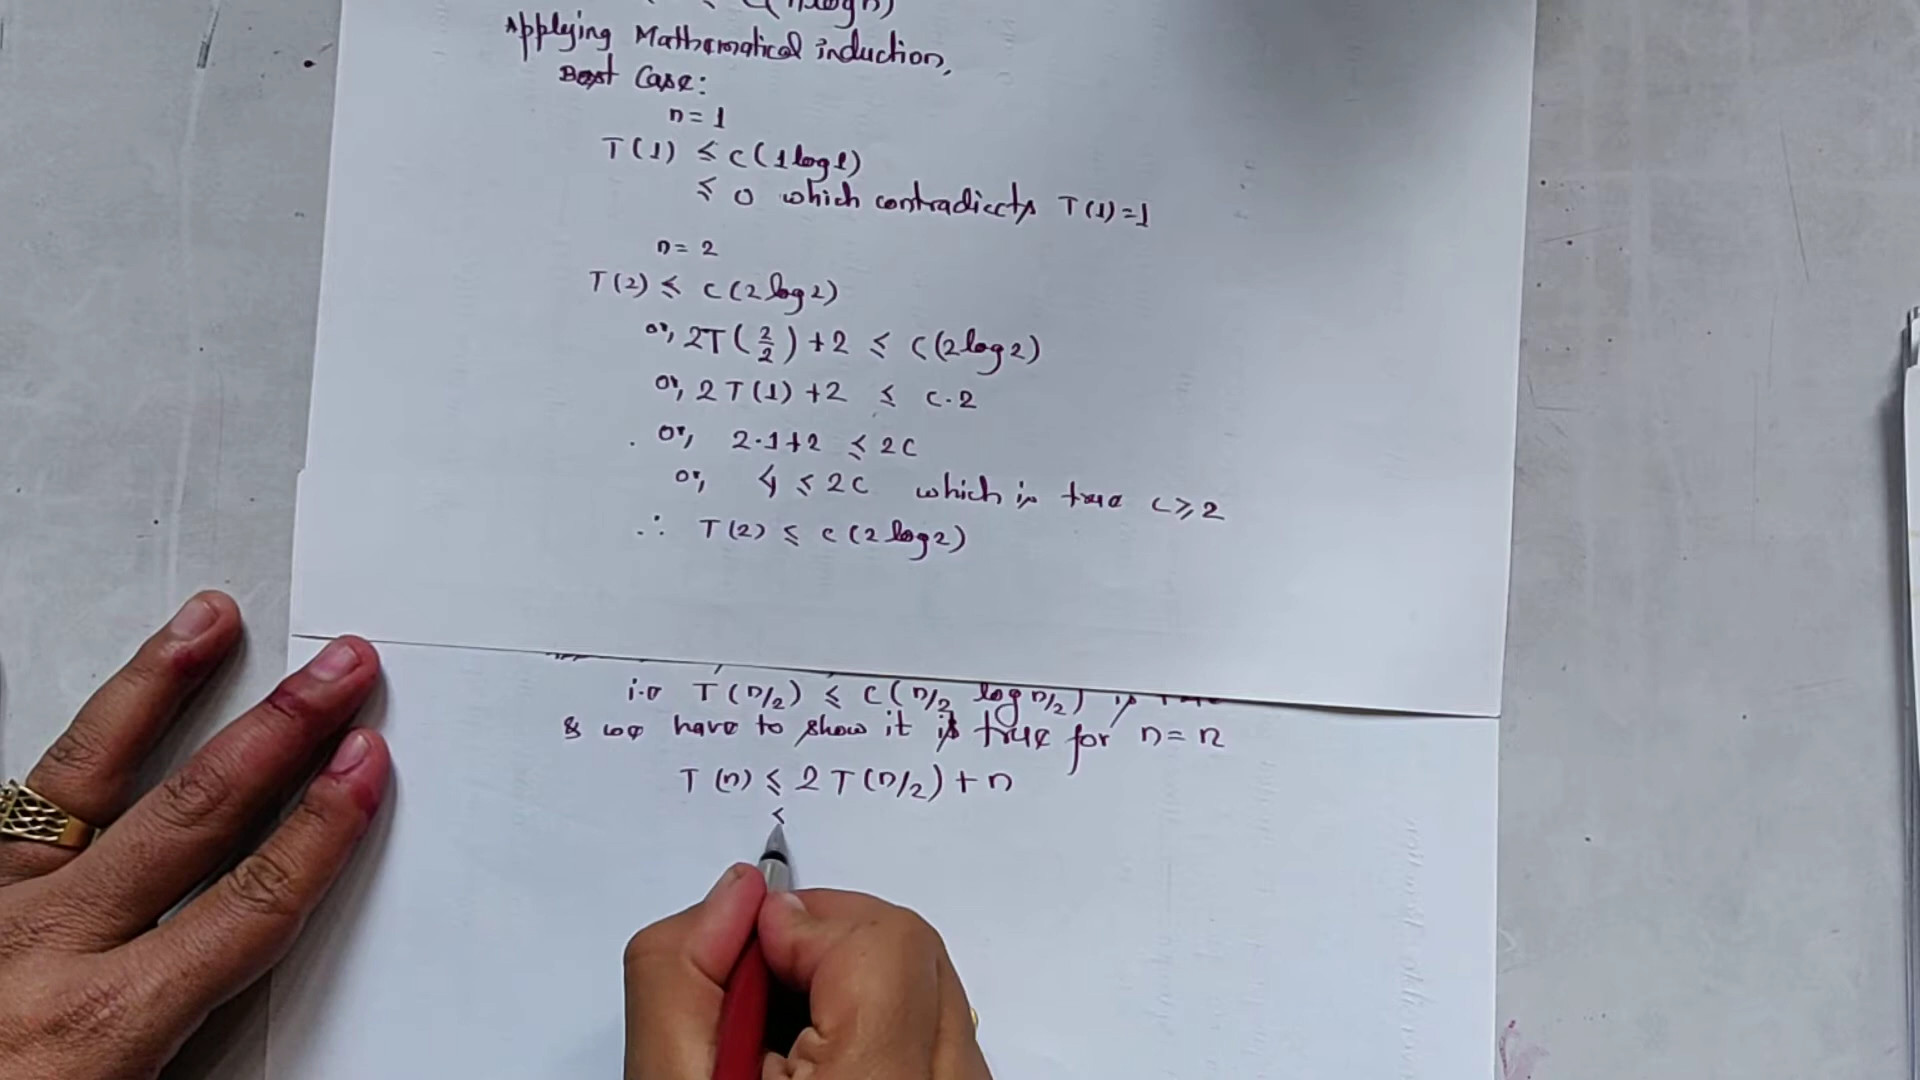 Applying Mathematical induction,
Best Case:
n = 1
T(1) ≤ c(1 log 1)
≤ 0 which contradicts T(1) = 1
n = 2
T(2) ≤ c(2 log 2)
or, 2T(2/2) + 2 ≤ c(2 log 2)
or, 2T(1) + 2 ≤ c.2
or, 2.1+2 ≤ 2c
or, 4 ≤ 2c which is true c ≥ 2
∴ T(2) ≤ c(2 log 2)
i.e T(n/2) ≤ c(n/2 log n/2) is
& we have to show it is true for n = n
T(n) ≤ 2T(n/2) + n
≤